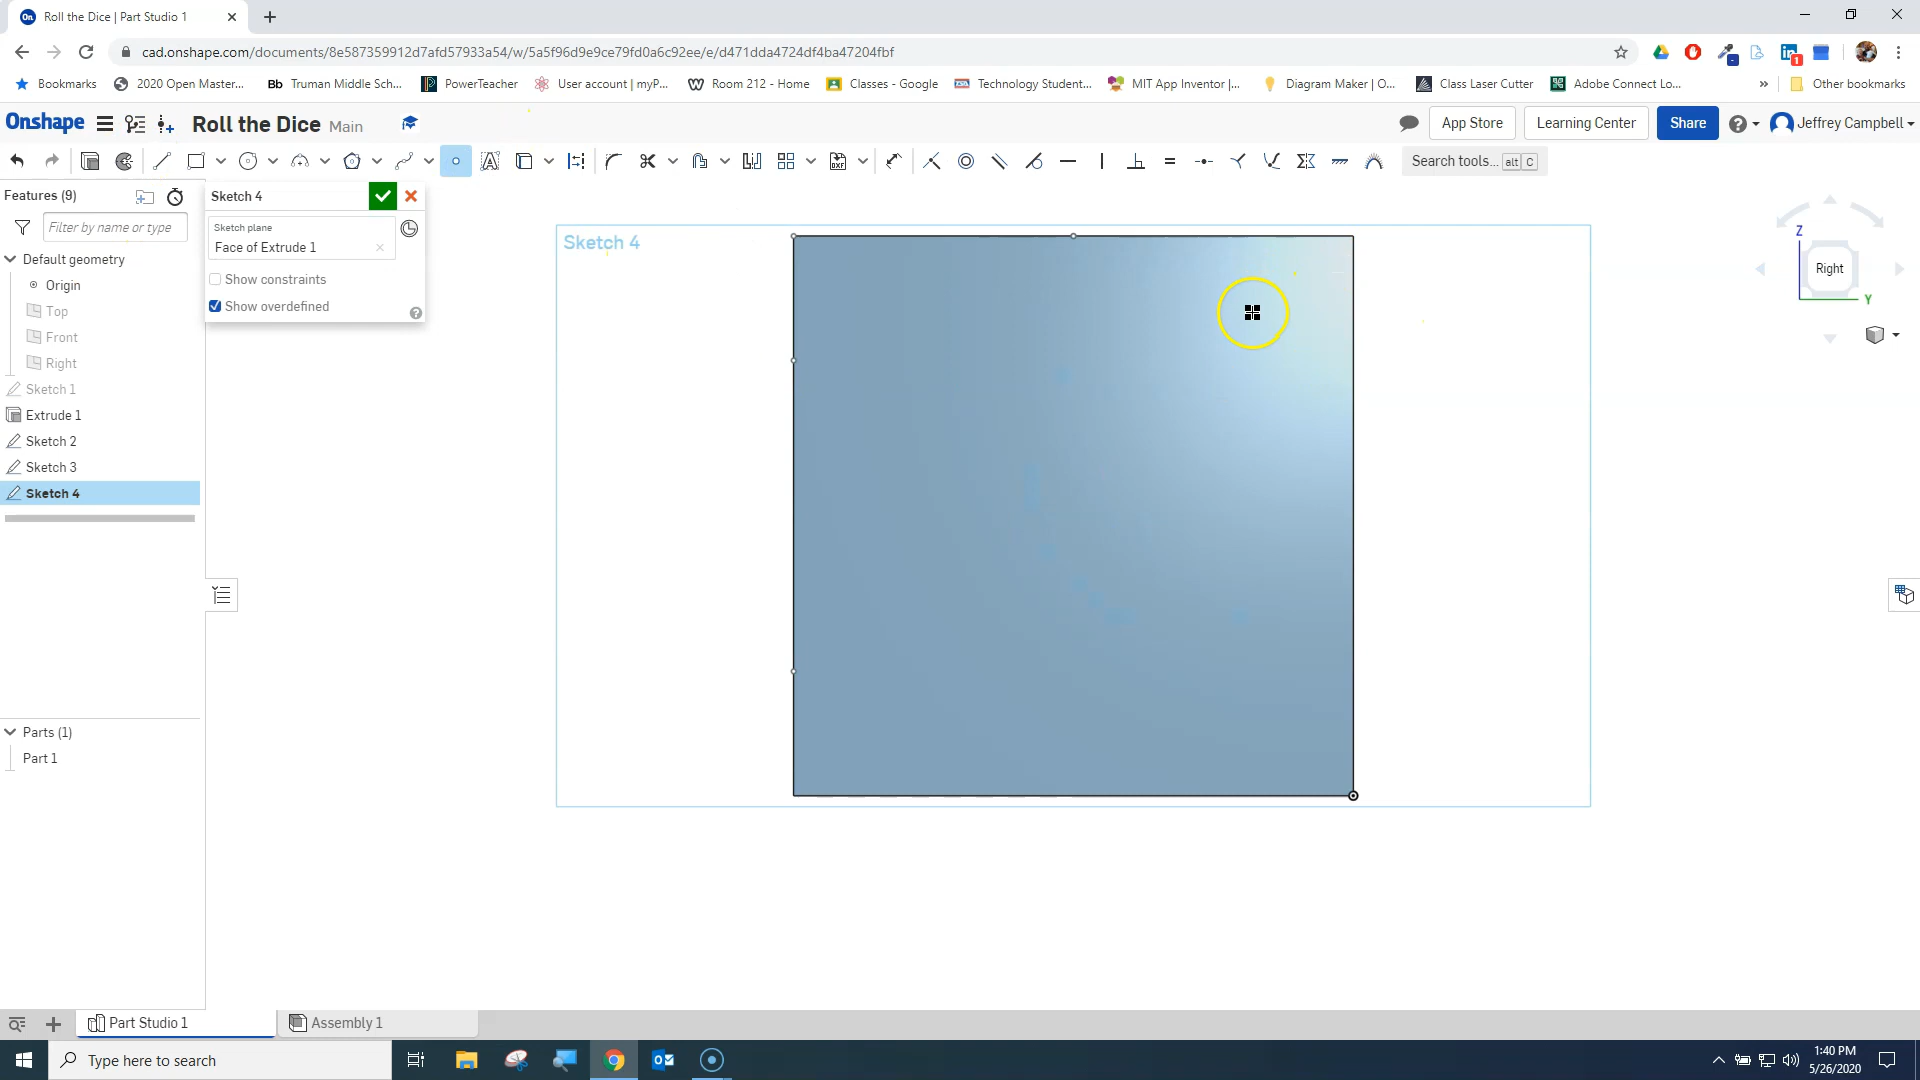 Roll the Dice | Part Studio 1
cad.onshape.com/documents/8e587359912d7afd57933a54/w/5a5f96d9e9ce79fd0a6c92ee/e/d471dda4724df4ba47204fbf
Bookmarks
2020 Open Master...
Bb Truman Middle Sch...
PowerTeacher
User account | myP...
Room 212 - Home
Classes - Google
Technology Student...
MIT App Inventor |...
Diagram Maker | O...
Class Laser Cutter
Adobe Connect Lo...
» Other bookmarks
Onshape
Roll the Dice Main
App Store
Learning Center
Share
Jeffrey Campbell
Search tools... alt C
Features (9)
Filter by name or type
Default geometry
Origin
Top
Front
Right
Sketch 1
Extrude 1
Sketch 2
Sketch 3
Sketch 4
Sketch 4
Sketch plane
Face of Extrude 1
Show constraints
Show overdefined
Sketch 4
Z
Right
Y
Parts (1)
Part 1
Part Studio 1
Assembly 1
Type here to search
1:40 PM
5/26/2020